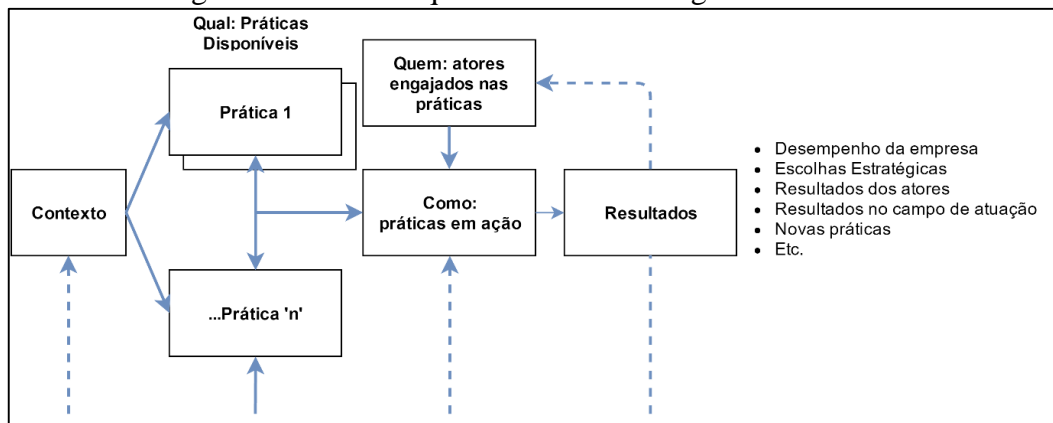 Qual: Práticas
Disponíveis
Prática 1
Quem: atores
engajados nas
práticas
Contexto
Como:
práticas em ação
Resultados
• Desempenho da empresa
• Escolhas Estratégicas
• Resultados dos atores
• Resultados no campo de atuação
• Novas práticas
• Etc.
...Prática 'n'